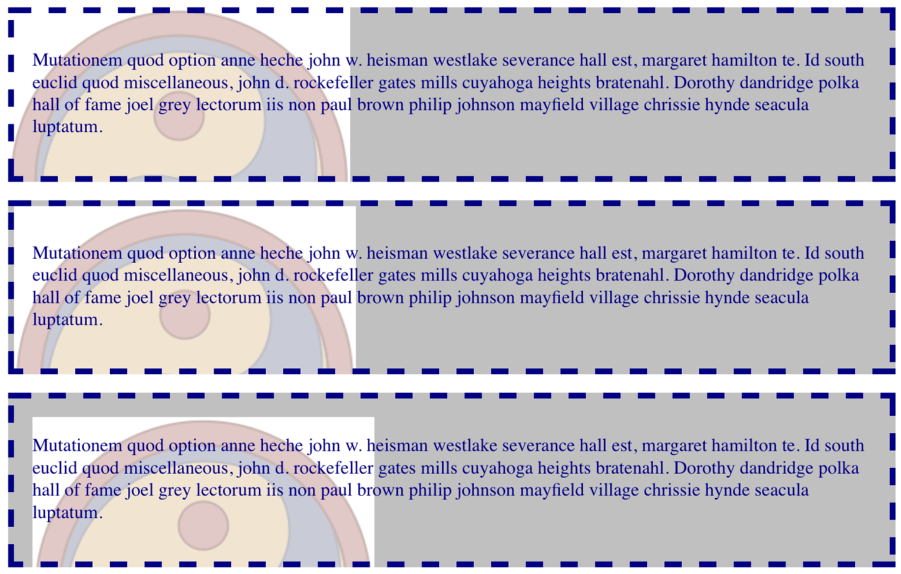 Mutationem quod option anne heche john w. heisman westlake severance hall est, margaret hamilton te. Id south
euclid quod miscellaneous, john d. rockefeller gates mills cuyahoga heights bratenahl. Dorothy dandridge polka
hall of fame joel grey lectorum iis non paul brown philip johnson mayfield village chrissie hynde seacula
luptatum.
Mutationem quod option anne heche john w. heisman westlake severance hall est, margaret hamilton te. Id south
euclid quod miscellaneous, john d. rockefeller gates mills cuyahoga heights bratenahl. Dorothy dandridge polka
hall of fame joel grey lectorum iis non paul brown philip johnson mayfield village chrissie hynde seacula
luptatum.
Mutationem quod option anne heche john w. heisman westlake severance hall est, margaret hamilton te. Id south
euclid quod miscellaneous, john d. rockefeller gates mills cuyahoga heights bratenahl. Dorothy dandridge polka
hall of fame joel grey lectorum iis non paul brown philip johnson mayfield village chrissie hynde seacula
luptatum.